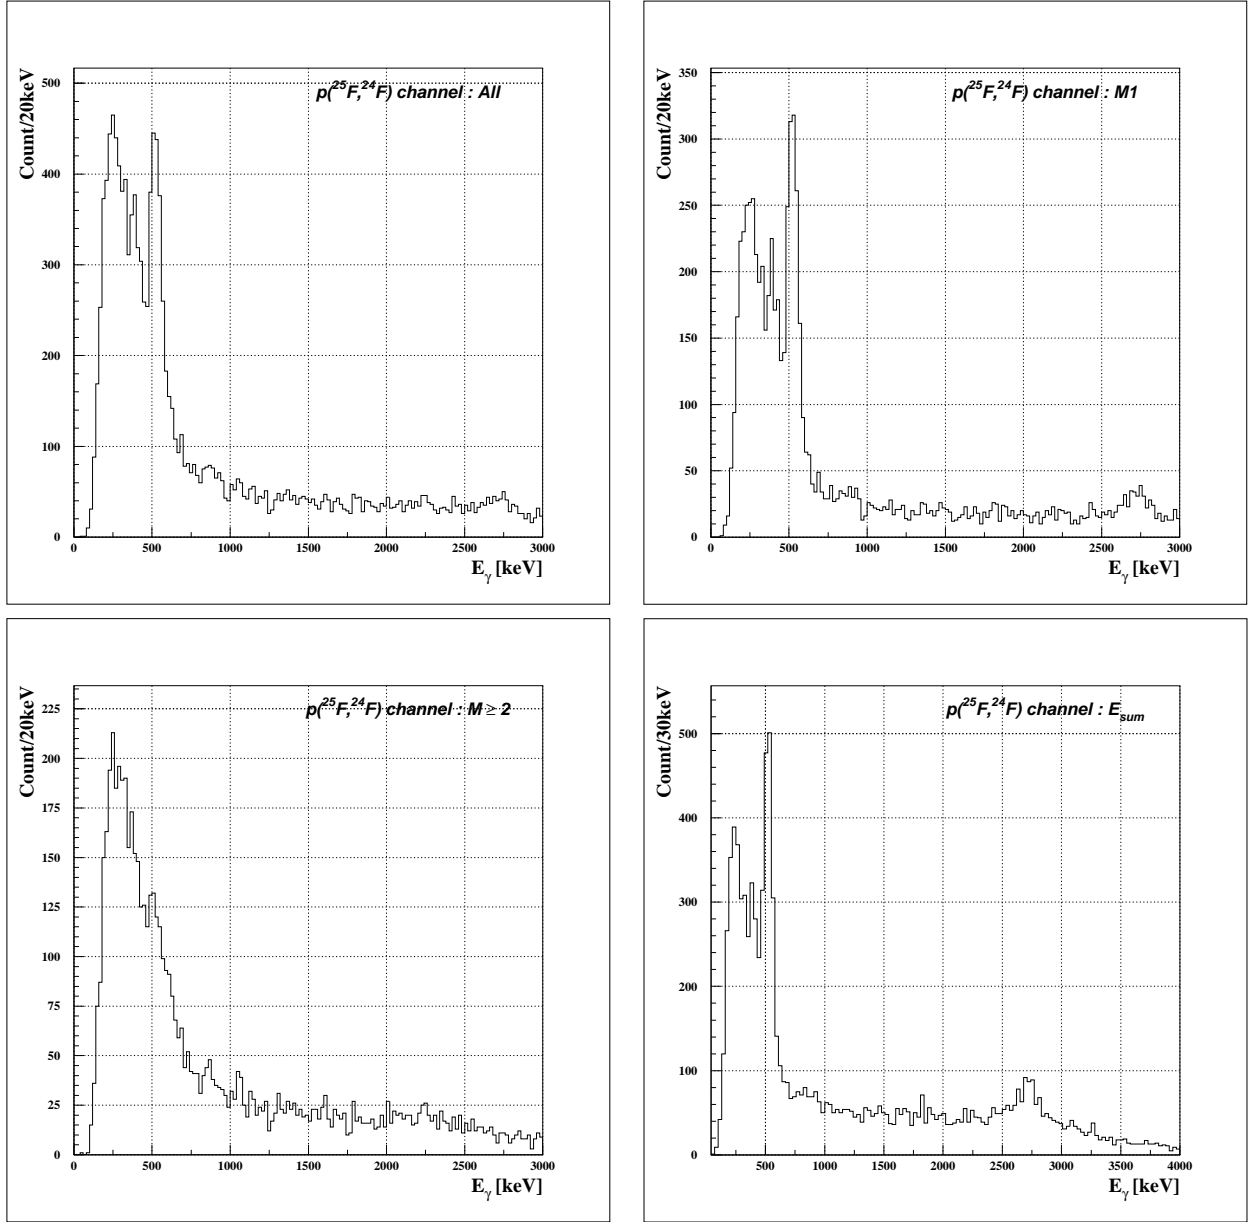 p(²⁵F,²⁴F) channel : All
Count/20keV
500
400
300
200
100
0
0 500 1000 1500 2000 2500 3000
Eγ [keV]
p(²⁵F,²⁴F) channel : M1
Count/20keV
350
300
250
200
150
100
50
0
0 500 1000 1500 2000 2500 3000
Eγ [keV]
p(²⁵F,²⁴F) channel : M ≥ 2
Count/20keV
225
200
175
150
125
100
75
50
25
0
0 500 1000 1500 2000 2500 3000
Eγ [keV]
p(²⁵F,²⁴F) channel : Esum
Count/30keV
500
400
300
200
100
0
500 1000 1500 2000 2500 3000 3500 4000
Eγ [keV]